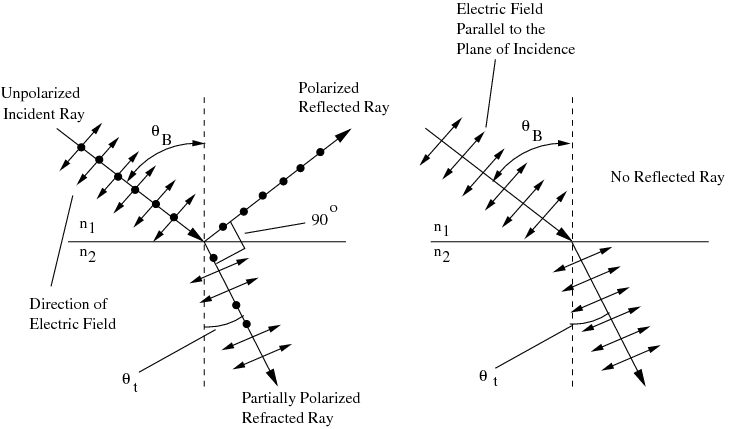 Electric Field
Parallel to the
Plane of Incidence
Unpolarized
Incident Ray
θB
Polarized
Reflected Ray
θB
No Reflected Ray
90o
n1
n2
n1
n2
Direction of
Electric Field
θt
θt
Partially Polarized
Refracted Ray